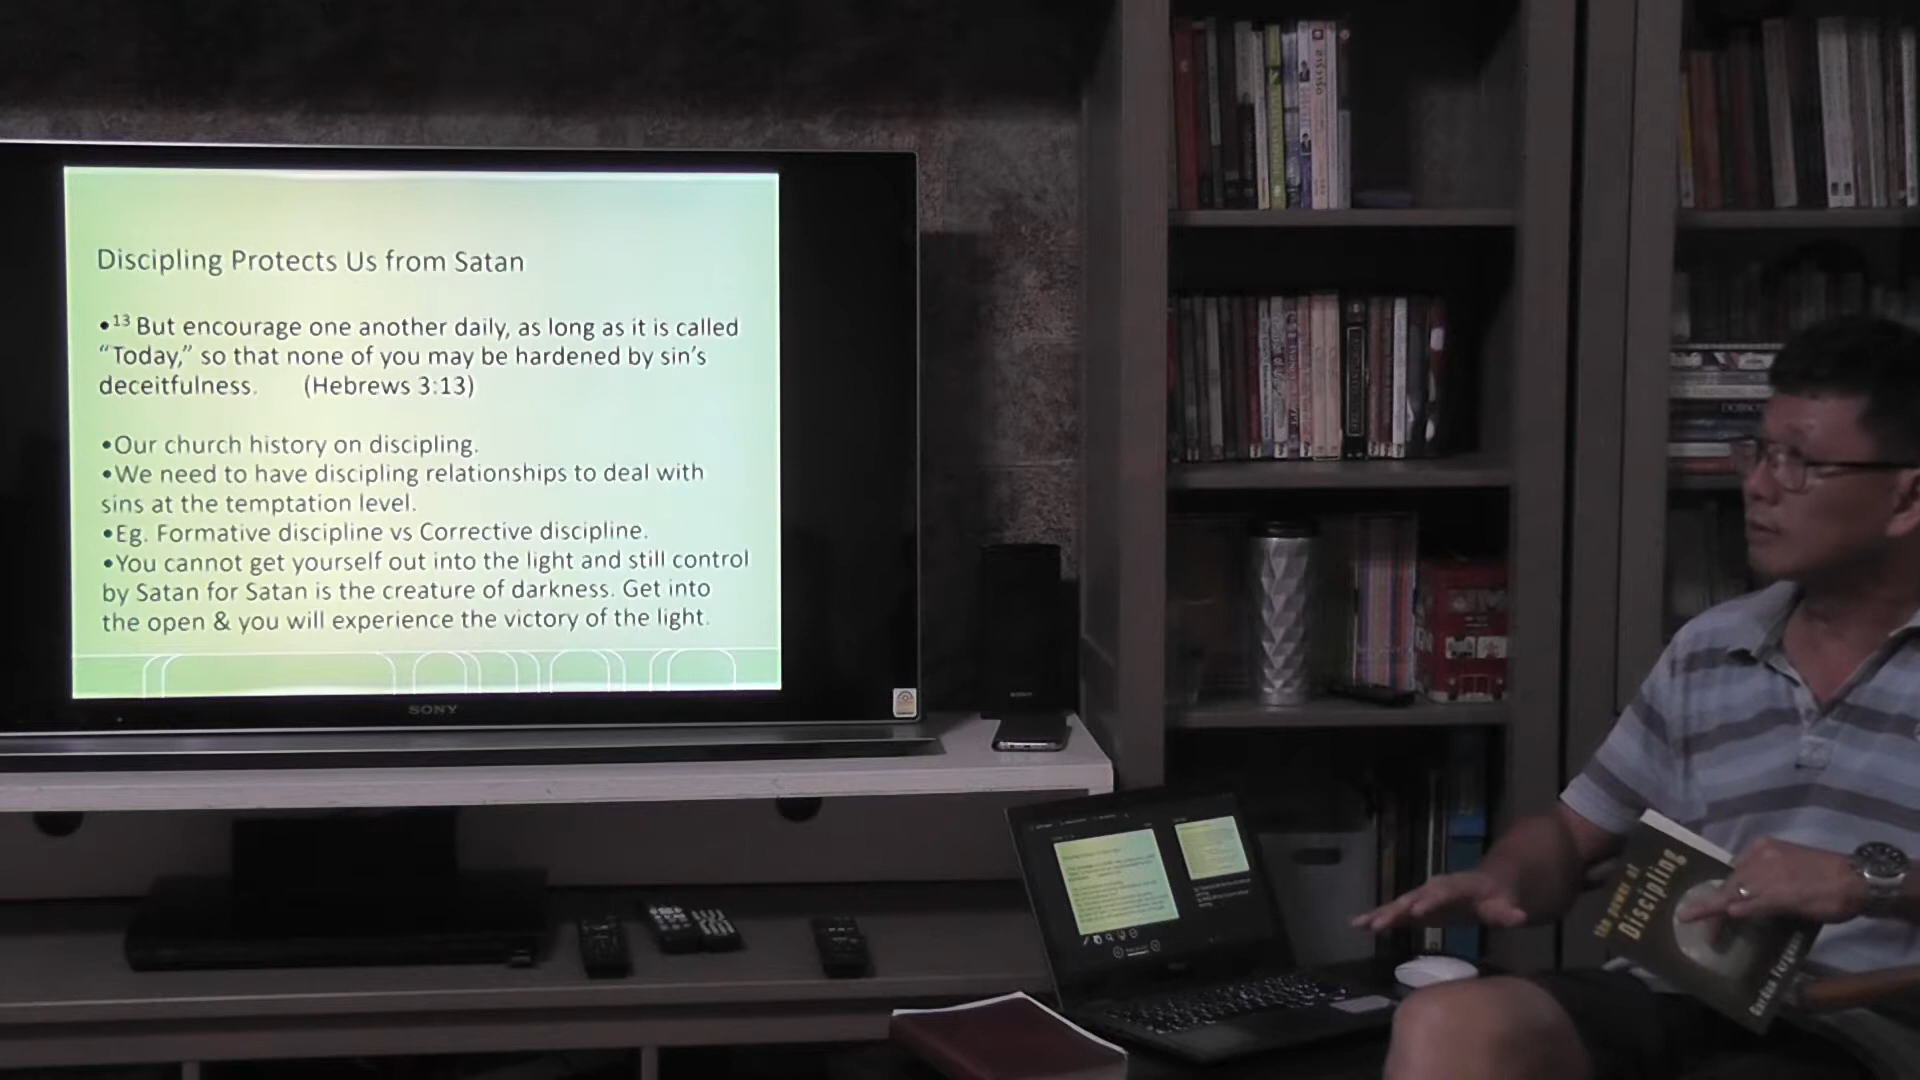 Discipling Protects Us from Satan
•13 But encourage one another daily, as long as it is called
“Today,” so that none of you may be hardened by sin’s
deceitfulness. (Hebrews 3:13)
•Our church history on discipling.
•We need to have discipling relationships to deal with
sins at the temptation level.
•Eg. Formative discipline vs Corrective discipline.
•You cannot get yourself out into the light and still control
by Satan for Satan is the creature of darkness. Get into
the open & you will experience the victory of the light.
SONY
SONY
the power of
Discipling
Gordon Ferguson